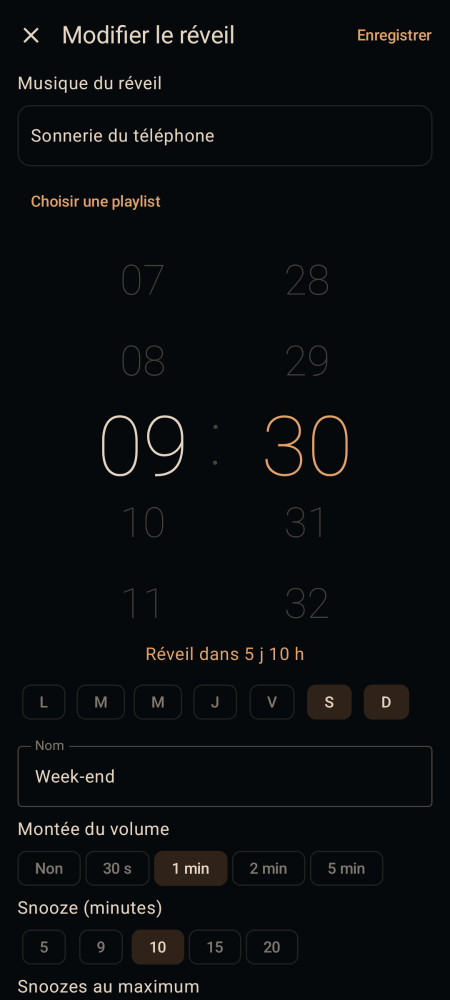 Modifier le réveil Enregistrer
Musique du réveil
Sonnerie du téléphone
Choisir une playlist
07 28
08 29
09 : 30
10 31
11 32
Réveil dans 5 j 10 h
L M M J V S D
Nom
Week-end
Montée du volume
Non 30 s 1 min 2 min 5 min
Snooze (minutes)
5 9 10 15 20
Snoozes au maximum